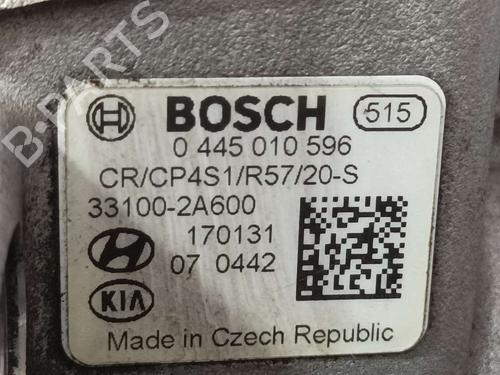 B-PARTS
BOSCH 515
0 445 010 596
CR/CP4S1/R57/20-S
33100-2A600
170131
07 0442
KIA
Made in Czech Republic